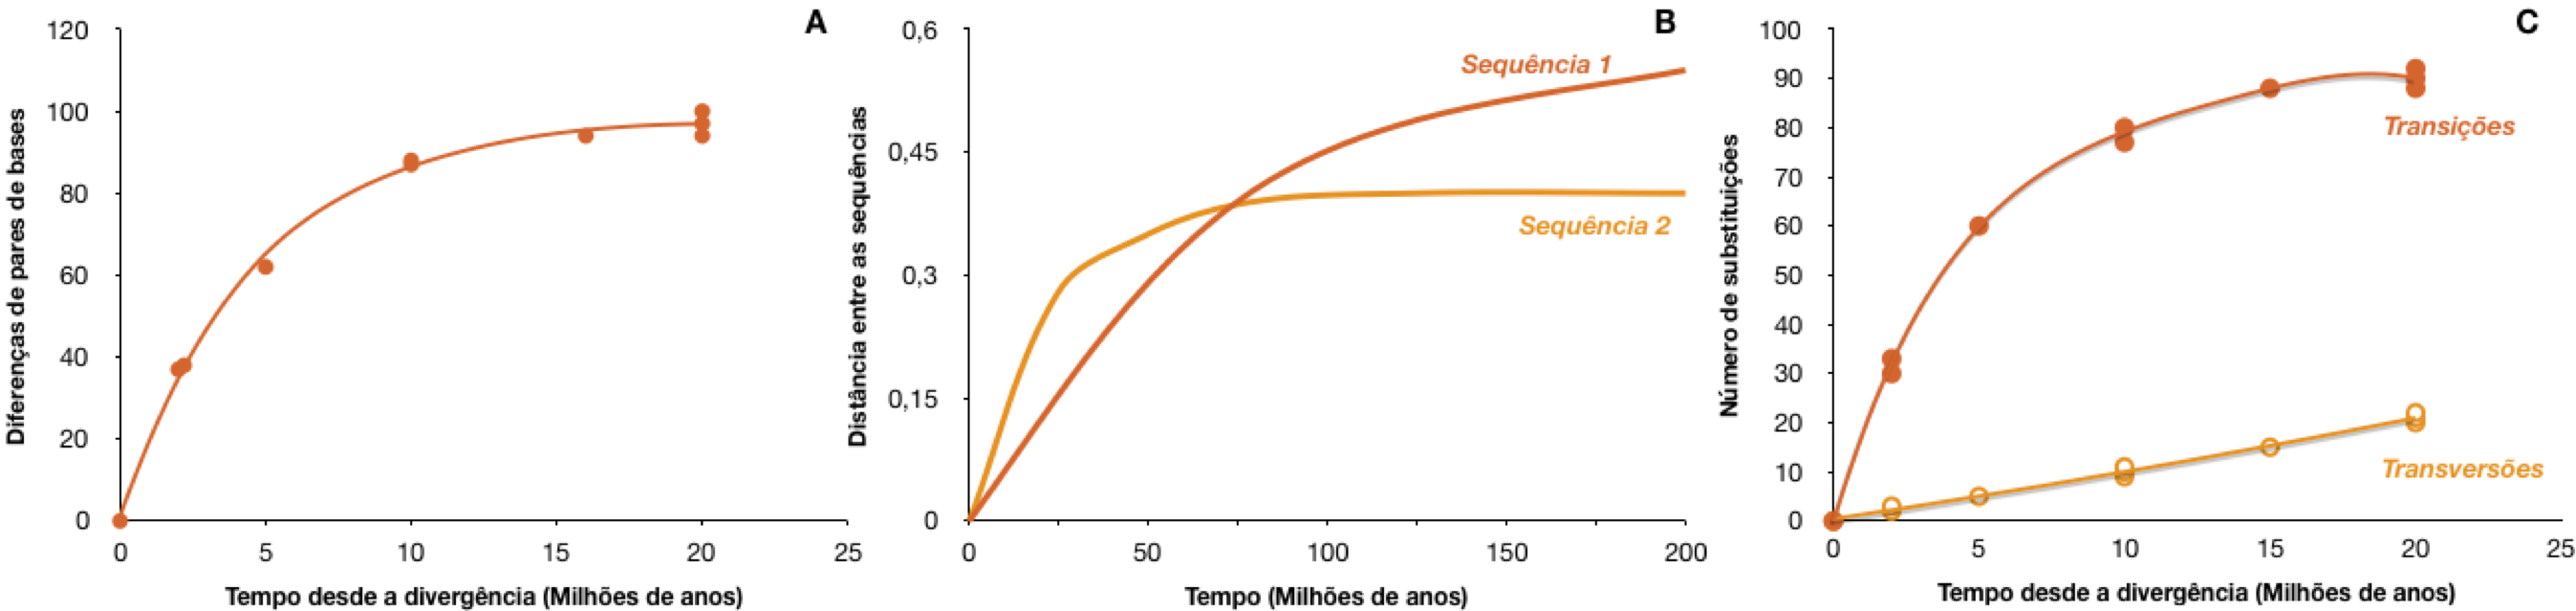 A
Diferenças de pares de bases
120
100
80
60
40
20
0
0 5 10 15 20 25
Tempo desde a divergência (Milhões de anos)
B
Distância entre as sequências
0,6
0,45
0,3
0,15
0
Sequência 1
Sequência 2
0 50 100 150 200
Tempo (Milhões de anos)
C
Número de substituições
100
90
80
70
60
50
40
30
20
10
0
Transições
Transversões
0 5 10 15 20 25
Tempo desde a divergência (Milhões de anos)